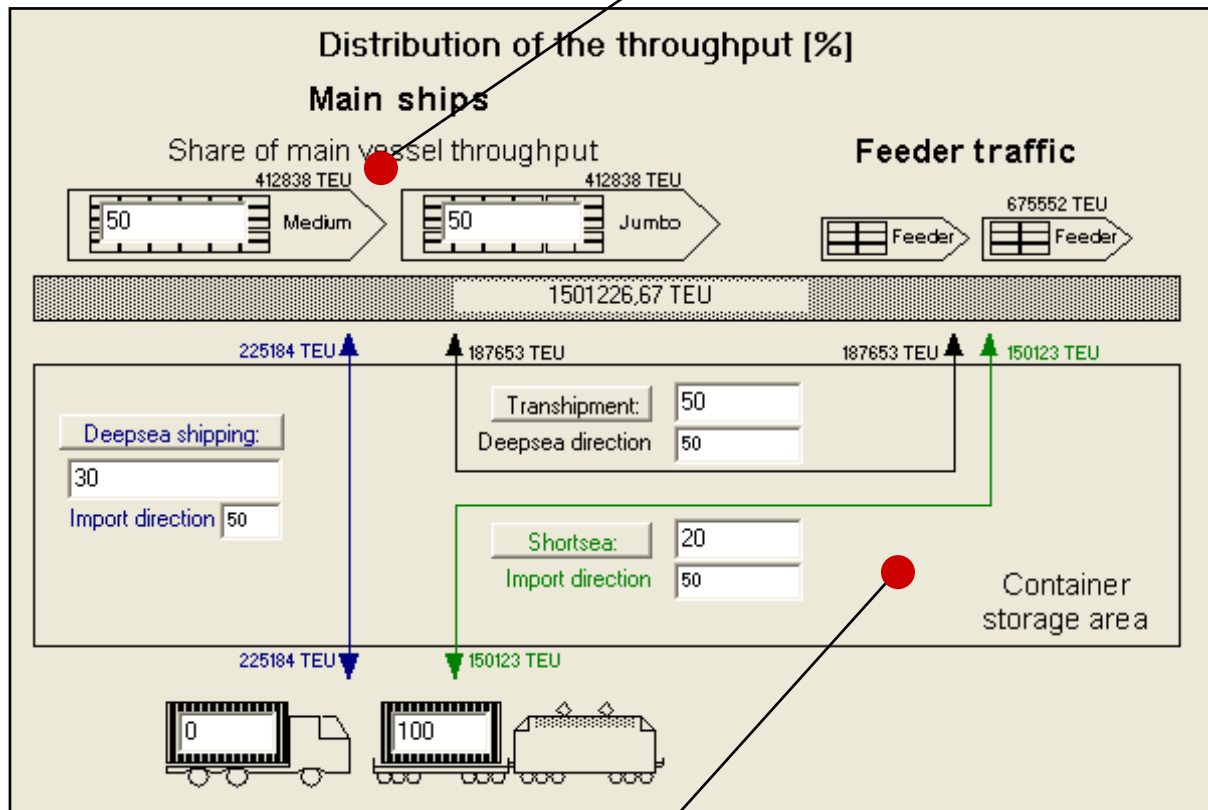 Distribution of the throughput [%]
Main ships
Share of main vessel throughput
Feeder traffic
412838 TEU
412838 TEU
675552 TEU
50
Medium
50
Jumbo
Feeder
Feeder
1501226,67 TEU
225184 TEU
187653 TEU
187653 TEU
150123 TEU
Transhipment:
50
Deepsea direction
50
Deepsea shipping:
30
Import direction
50
Shortsea:
20
Import direction
50
Container
storage area
225184 TEU
150123 TEU
0
100